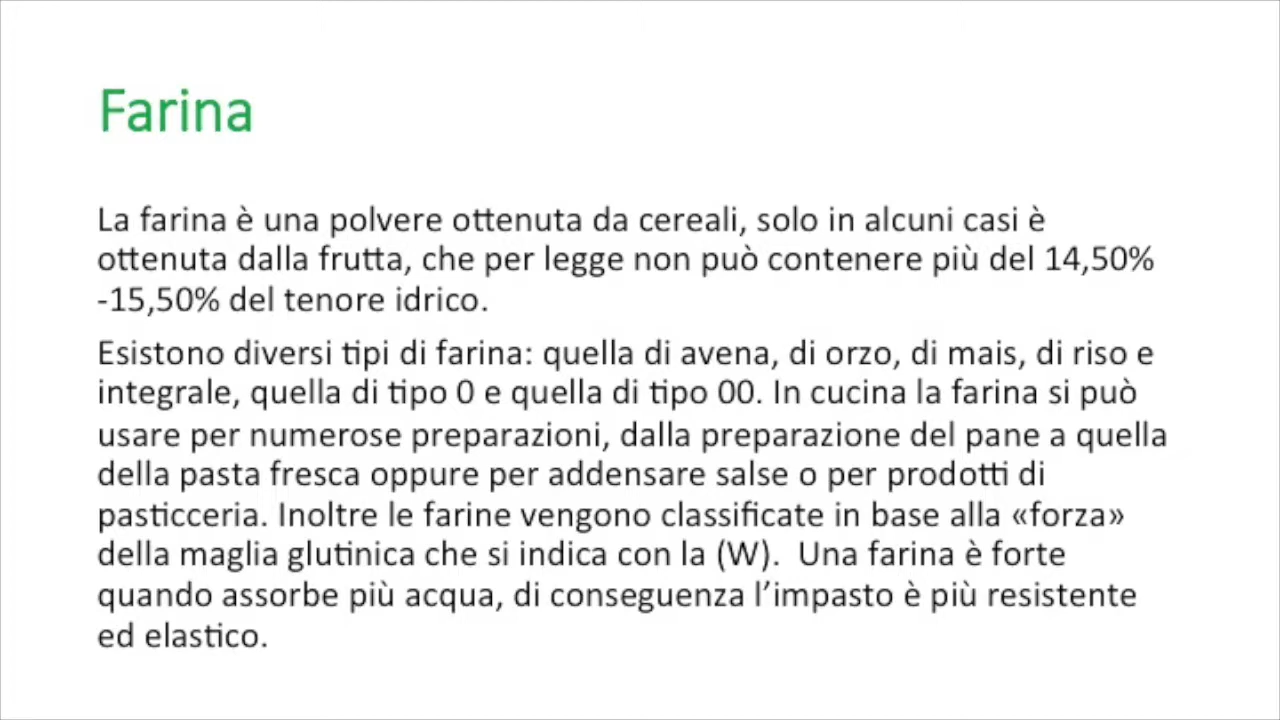 Farina
La farina è una polvere ottenuta da cereali, solo in alcuni casi è
ottenuta dalla frutta, che per legge non può contenere più del 14,50%
-15,50% del tenore idrico.
Esistono diversi tipi di farina: quella di avena, di orzo, di mais, di riso e
integrale, quella di tipo 0 e quella di tipo 00. In cucina la farina si può
usare per numerose preparazioni, dalla preparazione del pane a quella
della pasta fresca oppure per addensare salse o per prodotti di
pasticceria. Inoltre le farine vengono classificate in base alla «forza»
della maglia glutinica che si indica con la (W).  Una farina è forte
quando assorbe più acqua, di conseguenza l’impasto è più resistente
ed elastico.